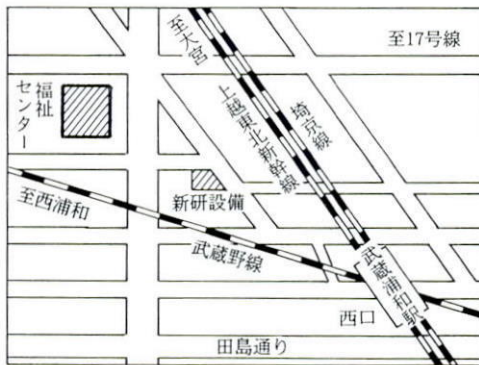 至大宮
至17号線
福祉
センター
埼京線
上越東北新幹線
新研設備
至西浦和
武蔵野線
武蔵浦和駅
西口
田島通り